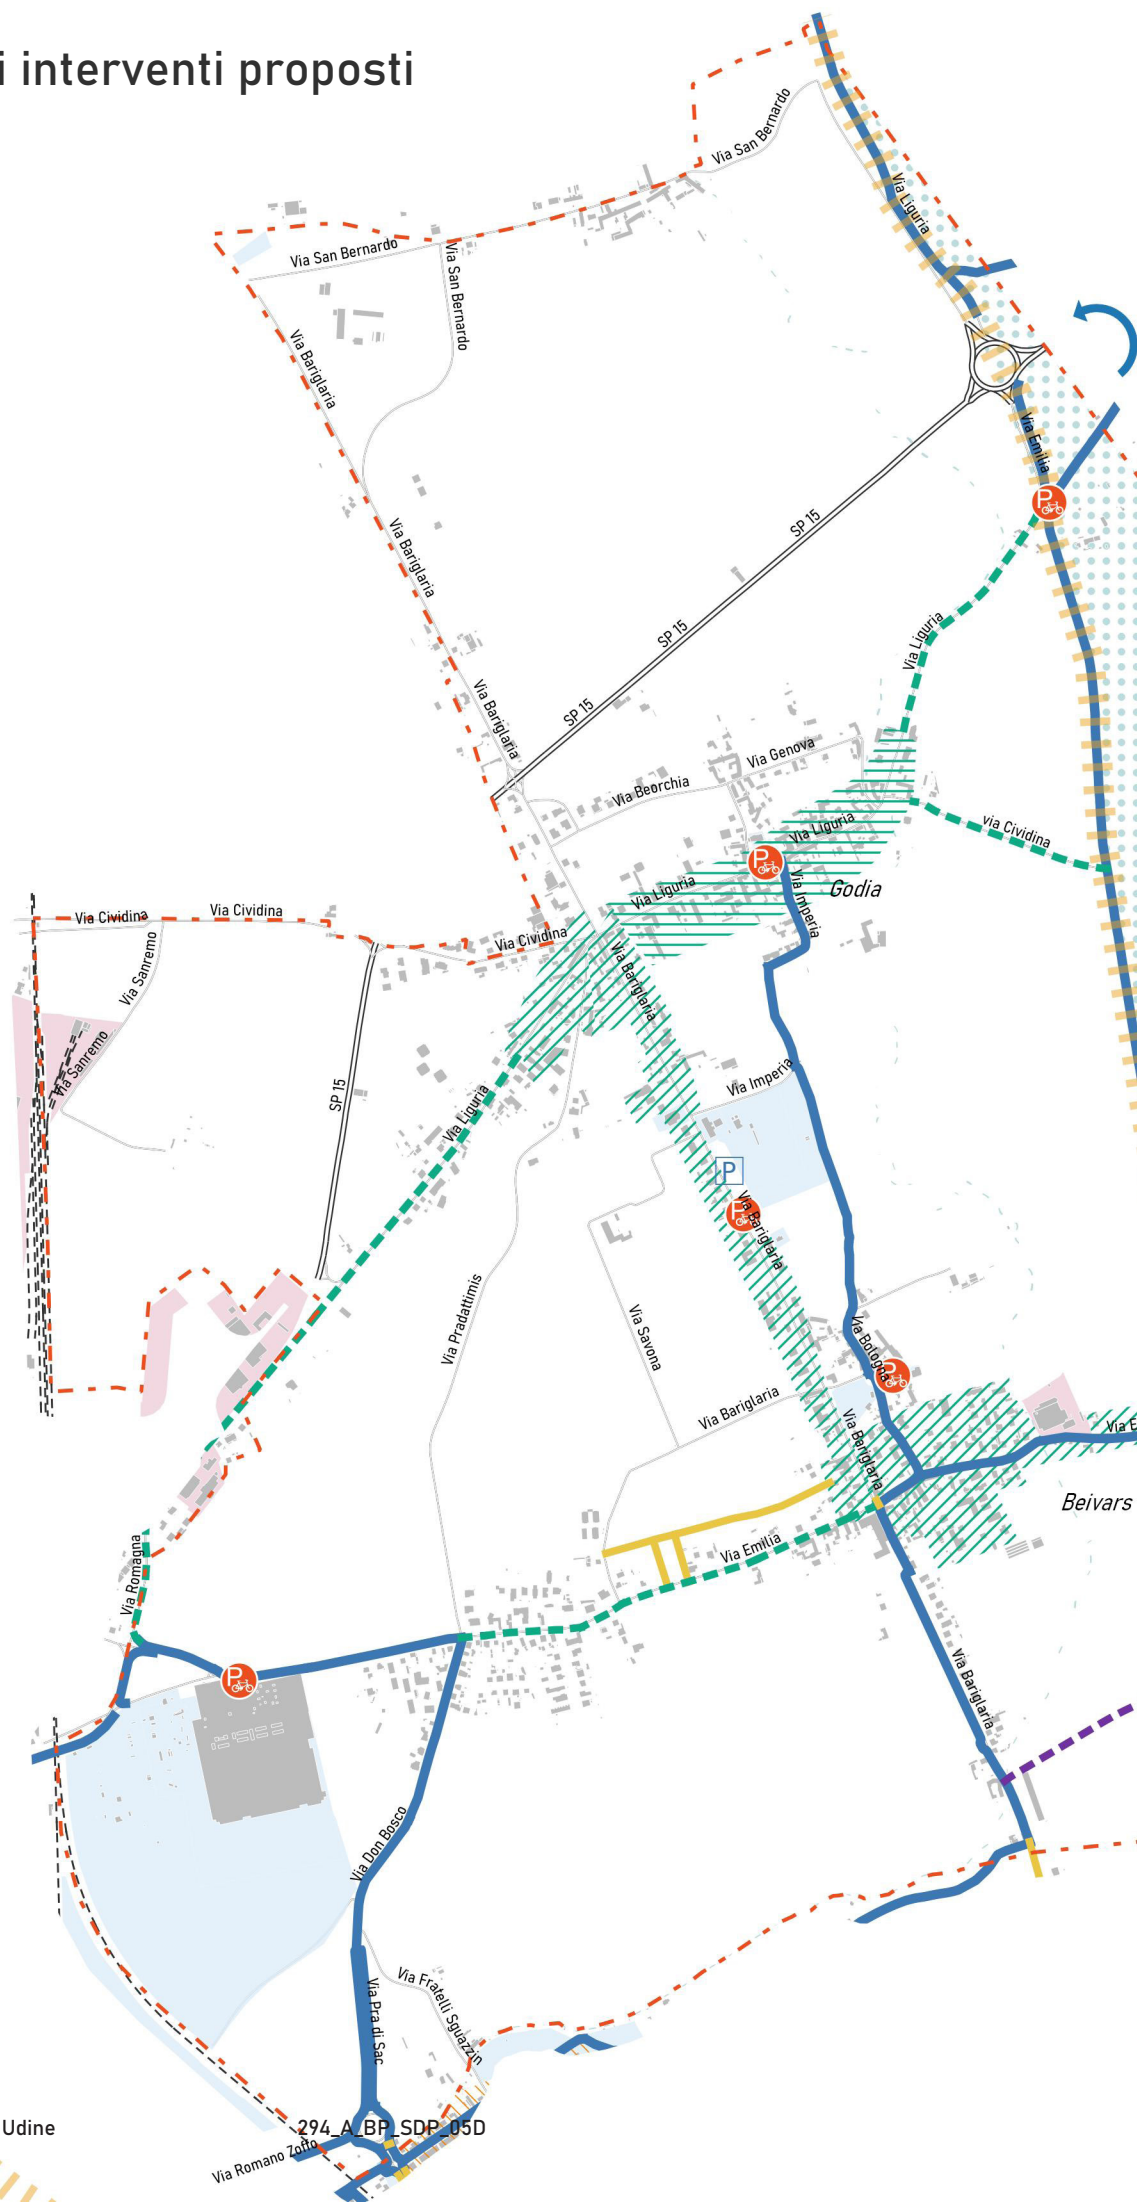 i interventi proposti
Via San Bernardo
Via Liguria
Via San Bernardo
Via San Bernardo
Via Bariglaria
Via Emilia
P
SP 15
Via Bariglaria
Via Liguria
SP 15
Via Bariglaria
SP 15
Via Genova
Via Beorchia
via Cividina
Via Liguria
P
Godia
Via Liguria
Via Imperia
Via Cividina
Via Cividina
Via Cividina
Via Sanremo
Via Bariglaria
Via Sanremo
SP 15
Via Imperia
Via Liguria
P
P
Via Bariglaria
Via Pradattimis
Via Savona
Via Bologna
P
Via Bariglaria
Via Bariglaria
Via E
Beivars
Via Emilia
Via Romagna
P
Via Bariglaria
Via Don Bosco
Via Fratelli Sguazzin
Via Pra di Sac
Udine
294_A_BP_SDP_05D
Via Romano Zoffo